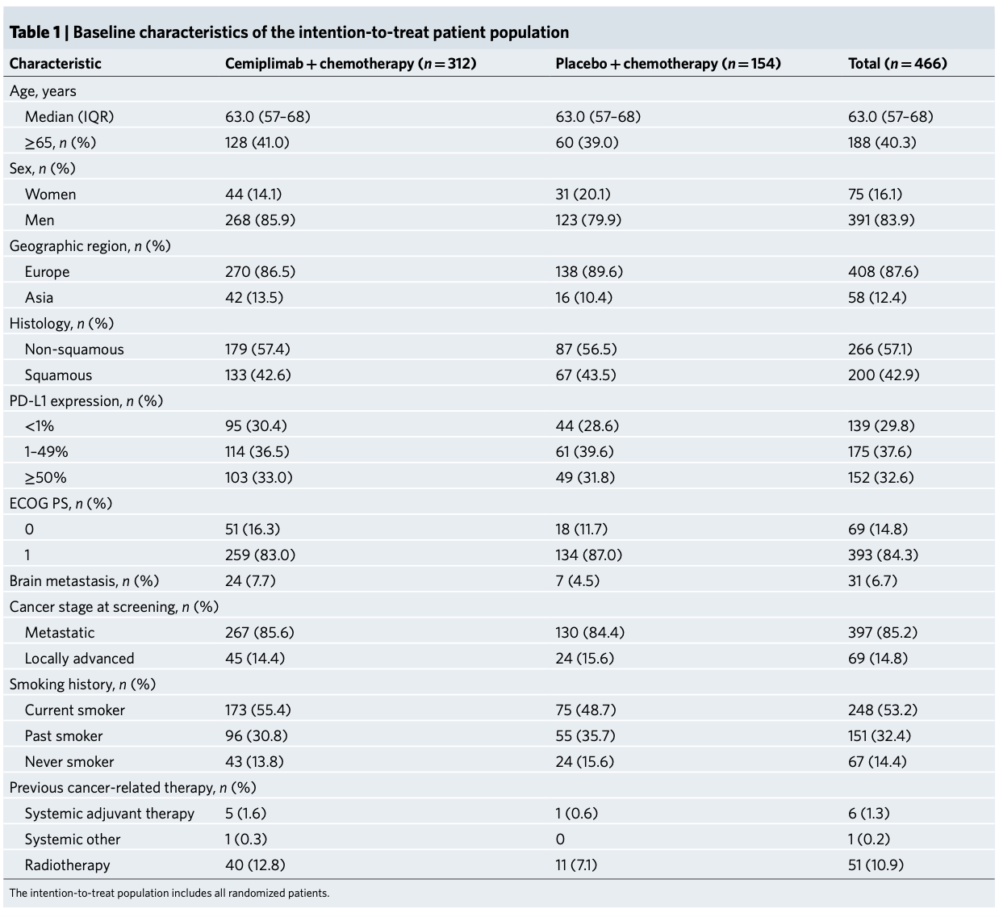 Table 1 | Baseline characteristics of the intention-to-treat patient population
Characteristic Cemiplimab + chemotherapy (n = 312) Placebo + chemotherapy (n = 154) Total (n = 466)
Age, years
Median (IQR) 63.0 (57–68) 63.0 (57–68) 63.0 (57–68)
≥65, n (%) 128 (41.0) 60 (39.0) 188 (40.3)
Sex, n (%)
Women 44 (14.1) 31 (20.1) 75 (16.1)
Men 268 (85.9) 123 (79.9) 391 (83.9)
Geographic region, n (%)
Europe 270 (86.5) 138 (89.6) 408 (87.6)
Asia 42 (13.5) 16 (10.4) 58 (12.4)
Histology, n (%)
Non-squamous 179 (57.4) 87 (56.5) 266 (57.1)
Squamous 133 (42.6) 67 (43.5) 200 (42.9)
PD-L1 expression, n (%)
<1% 95 (30.4) 44 (28.6) 139 (29.8)
1–49% 114 (36.5) 61 (39.6) 175 (37.6)
≥50% 103 (33.0) 49 (31.8) 152 (32.6)
ECOG PS, n (%)
0 51 (16.3) 18 (11.7) 69 (14.8)
1 259 (83.0) 134 (87.0) 393 (84.3)
Brain metastasis, n (%) 24 (7.7) 7 (4.5) 31 (6.7)
Cancer stage at screening, n (%)
Metastatic 267 (85.6) 130 (84.4) 397 (85.2)
Locally advanced 45 (14.4) 24 (15.6) 69 (14.8)
Smoking history, n (%)
Current smoker 173 (55.4) 75 (48.7) 248 (53.2)
Past smoker 96 (30.8) 55 (35.7) 151 (32.4)
Never smoker 43 (13.8) 24 (15.6) 67 (14.4)
Previous cancer-related therapy, n (%)
Systemic adjuvant therapy 5 (1.6) 1 (0.6) 6 (1.3)
Systemic other 1 (0.3) 0 1 (0.2)
Radiotherapy 40 (12.8) 11 (7.1) 51 (10.9)
The intention-to-treat population includes all randomized patients.